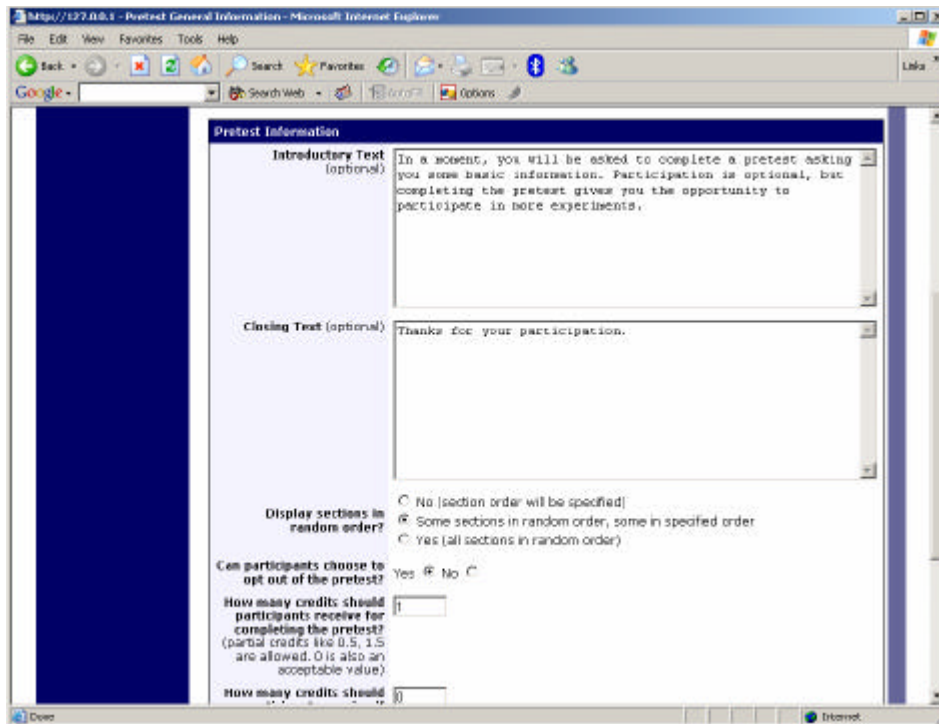 http://127.0.0.1 - Pretest General Information - Microsoft Internet Explorer
File Edit View Favorites Tools Help
Back Search Favorites Links
Google Search Web AutoFill Options
Pretest Information
Introductory Text
(optional)
In a moment, you will be asked to complete a pretest asking
you some basic information. Participation is optional, but
completing the pretest gives you the opportunity to
participate in more experiments.
Closing Text (optional)
Thanks for your participation.
Display sections in
random order?
No (section order will be specified)
Some sections in random order, some in specified order
Yes (all sections in random order)
Can participants choose to
opt out of the pretest?
Yes No
How many credits should
participants receive for
completing the pretest?
(partial credits like 0.5, 1.5
are allowed. 0 is also an
acceptable value)
1
How many credits should
0
Done Internet